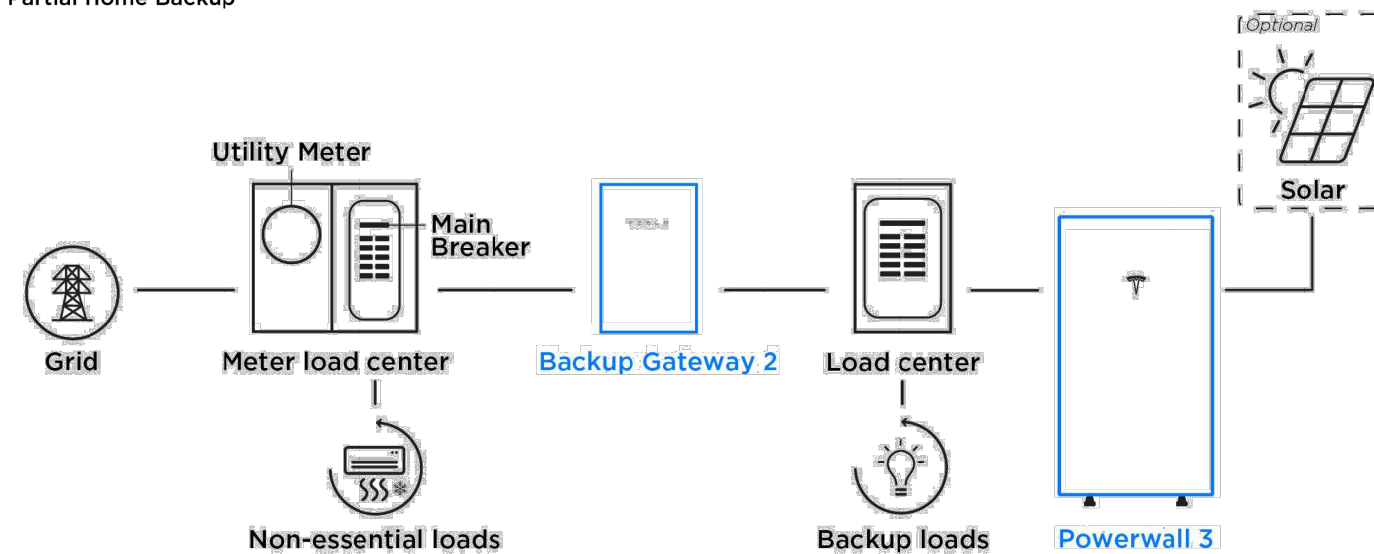 Partial Home Backup
Optional
Solar
Utility Meter
Main
Breaker
Grid
Meter load center
Backup Gateway 2
Load center
Non-essential loads
Backup loads
Powerwall 3